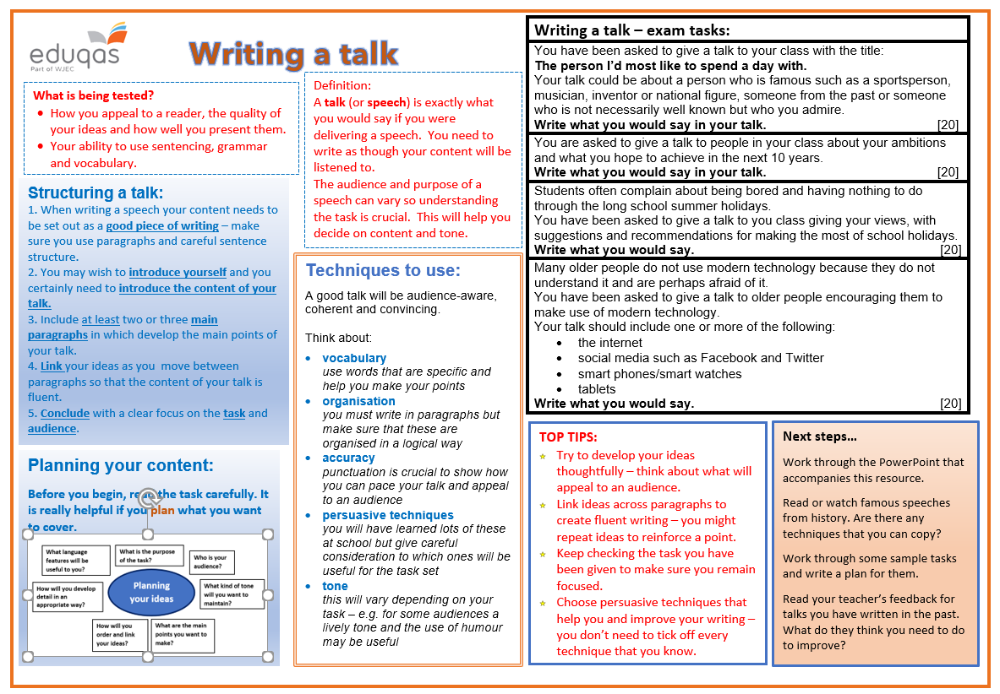 eduqas
Part of WJEC
Writing a talk
What is being tested?
How you appeal to a reader, the quality of
your ideas and how well you present them.
Your ability to use sentencing, grammar
and vocabulary.
Definition:
A talk (or speech) is exactly what
you would say if you were
delivering a speech. You need to
write as though your content will be
listened to.
The audience and purpose of a
speech can vary so understanding
the task is crucial. This will help you
decide on content and tone.
Structuring a talk:
1. When writing a speech your content needs to
be set out as a good piece of writing – make
sure you use paragraphs and careful sentence
structure.
2. You may wish to introduce yourself and you
certainly need to introduce the content of your
talk.
3. Include at least two or three main
paragraphs in which develop the main points of
your talk.
4. Link your ideas as you move between
paragraphs so that the content of your talk is
fluent.
5. Conclude with a clear focus on the task and
audience.
Planning your content:
Before you begin, read the task carefully. It
is really helpful if you plan what you want
to cover.
What language
features will be
useful to you?
What is the purpose
of the task?
Who is your
audience?
How will you develop
detail in an
appropriate way?
Planning
your ideas
What kind of tone
will you want to
maintain?
How will you
order and link
your ideas?
What are the main
points you want to
make?
Techniques to use:
A good talk will be audience-aware,
coherent and convincing.
Think about:
vocabulary
use words that are specific and
help you make your points
organisation
you must write in paragraphs but
make sure that these are
organised in a logical way
accuracy
punctuation is crucial to show how
you can pace your talk and appeal
to an audience
persuasive techniques
you will have learned lots of these
at school but give careful
consideration to which ones will be
useful for the task set
tone
this will vary depending on your
task – e.g. for some audiences a
lively tone and the use of humour
may be useful
Writing a talk – exam tasks:
You have been asked to give a talk to your class with the title:
The person I'd most like to spend a day with.
Your talk could be about a person who is famous such as a sportsperson,
musician, inventor or national figure, someone from the past or someone
who is not necessarily well known but who you admire.
Write what you would say in your talk. [20]
You are asked to give a talk to people in your class about your ambitions
and what you hope to achieve in the next 10 years.
Write what you would say in your talk. [20]
Students often complain about being bored and having nothing to do
through the long school summer holidays.
You have been asked to give a talk to you class giving your views, with
suggestions and recommendations for making the most of school holidays.
Write what you would say. [20]
Many older people do not use modern technology because they do not
understand it and are perhaps afraid of it.
You have been asked to give a talk to older people encouraging them to
make use of modern technology.
Your talk should include one or more of the following:
the internet
social media such as Facebook and Twitter
smart phones/smart watches
tablets
Write what you would say. [20]
TOP TIPS:
Try to develop your ideas
thoughtfully – think about what will
appeal to an audience.
Link ideas across paragraphs to
create fluent writing – you might
repeat ideas to reinforce a point.
Keep checking the task you have
been given to make sure you remain
focused.
Choose persuasive techniques that
help you and improve your writing –
you don't need to tick off every
technique that you know.
Next steps…
Work through the PowerPoint that
accompanies this resource.
Read or watch famous speeches
from history. Are there any
techniques that you can copy?
Work through some sample tasks
and write a plan for them.
Read your teacher's feedback for
talks you have written in the past.
What do they think you need to do
to improve?